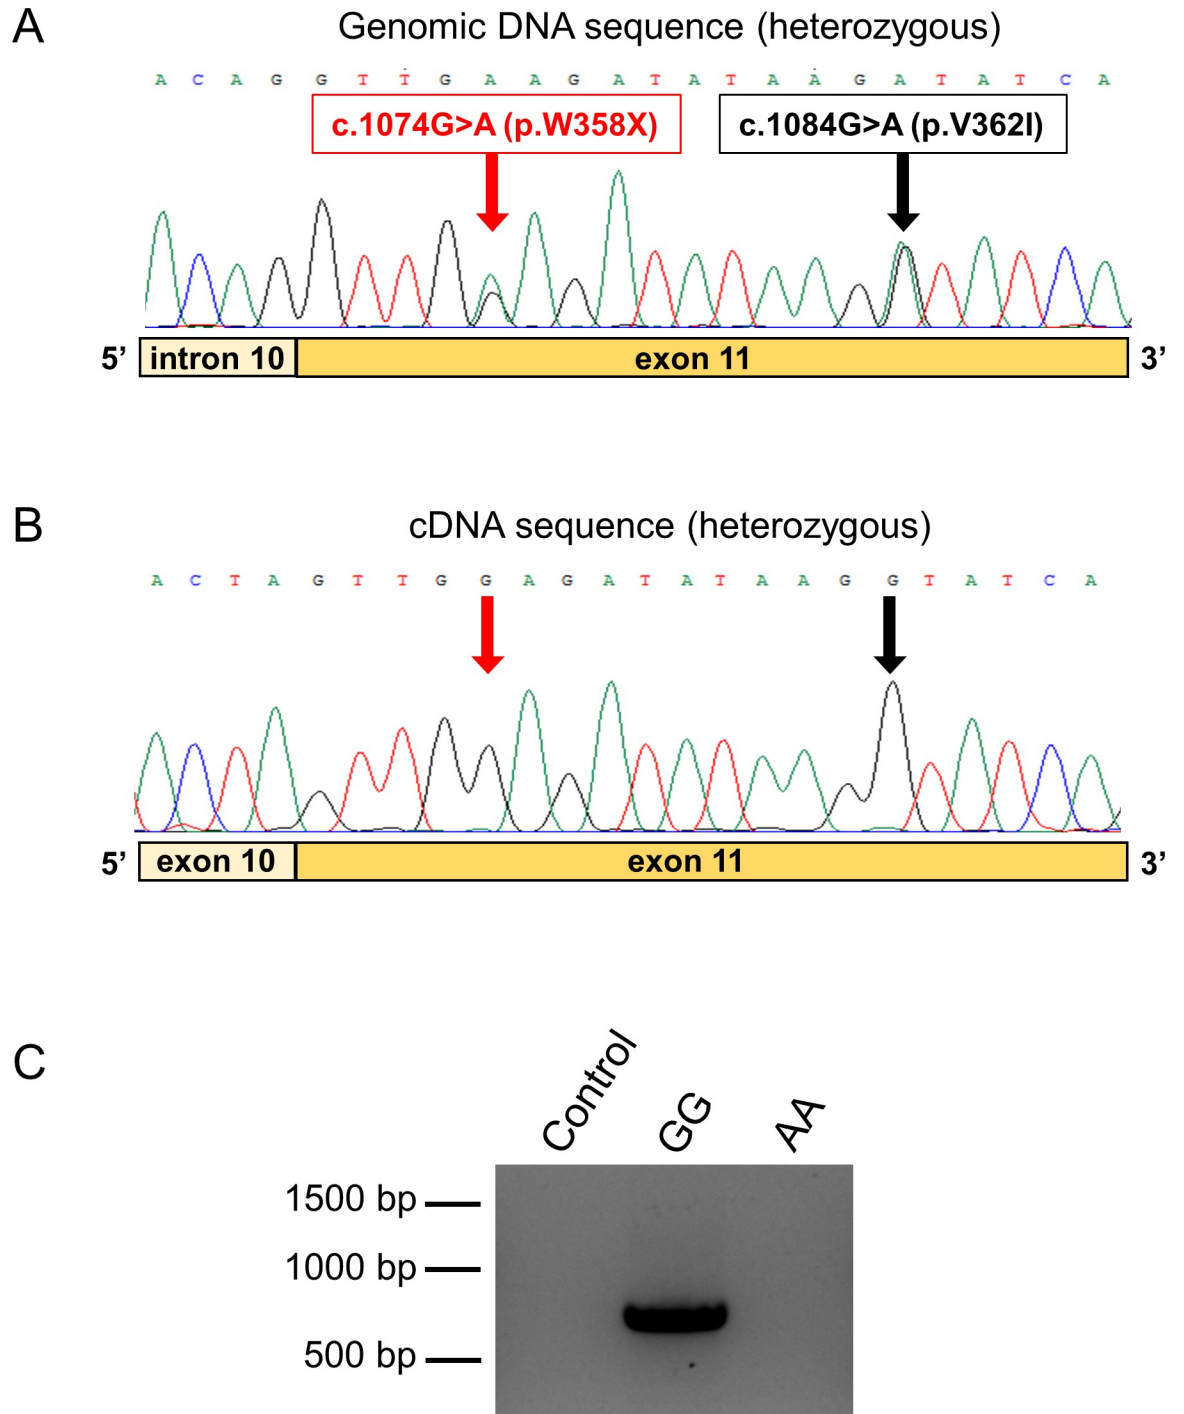 A
Genomic DNA sequence (heterozygous)
A C A G G T T G A A G A T A T A A G A T A T C A
c.1074G>A (p.W358X)
c.1084G>A (p.V362I)
5’ intron 10 exon 11 3’
B
cDNA sequence (heterozygous)
A C T A G T T G G A G A T A T A A G G T A T C A
5’ exon 10 exon 11 3’
C
Control GG AA
1500 bp
1000 bp
500 bp